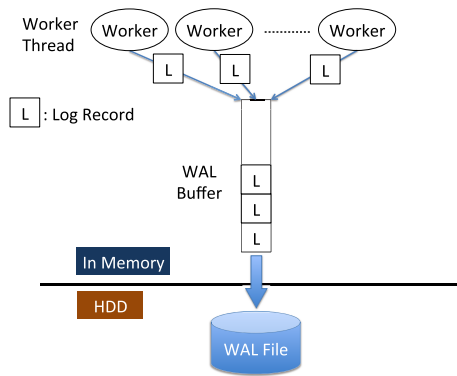 Worker
Thread
Worker
Worker
Worker
L
L
L
L
: Log Record
WAL
Buffer
L
L
L
In Memory
HDD
WAL File